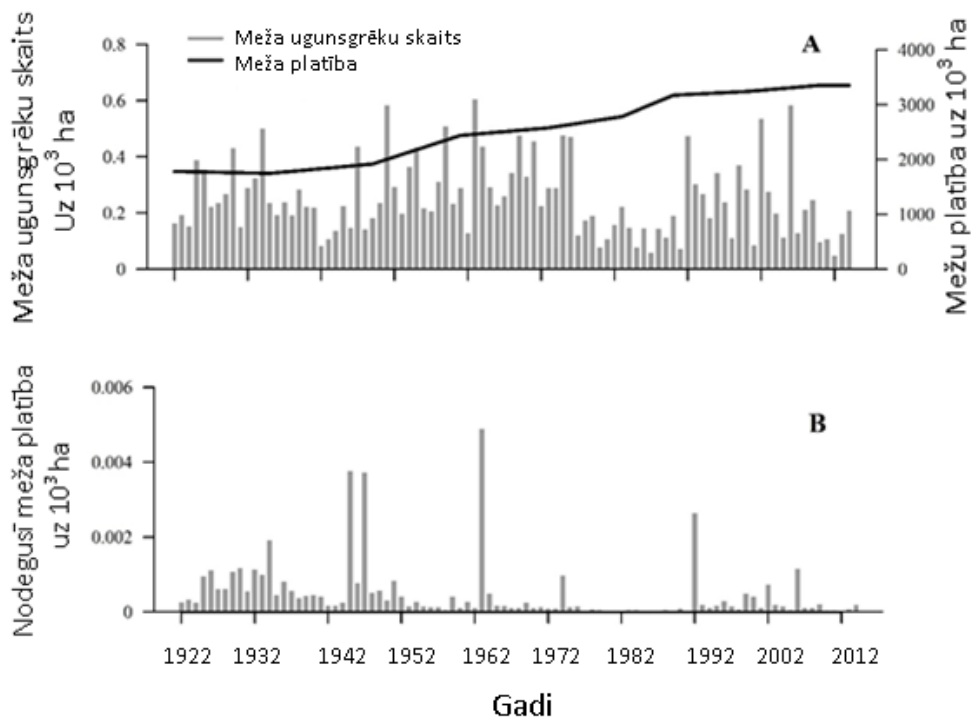 Meža ugunsgrēku skaits
Uz 10³ ha
0.8
0.6
0.4
0.2
0
Meža ugunsgrēku skaits
Meža platība
A
4000
3000
2000
1000
0
Mežu platība uz 10³ ha
Nodegusī meža platība
uz 10³ ha
0.006
0.004
0.002
0
B
1922 1932 1942 1952 1962 1972 1982 1992 2002 2012
Gadi